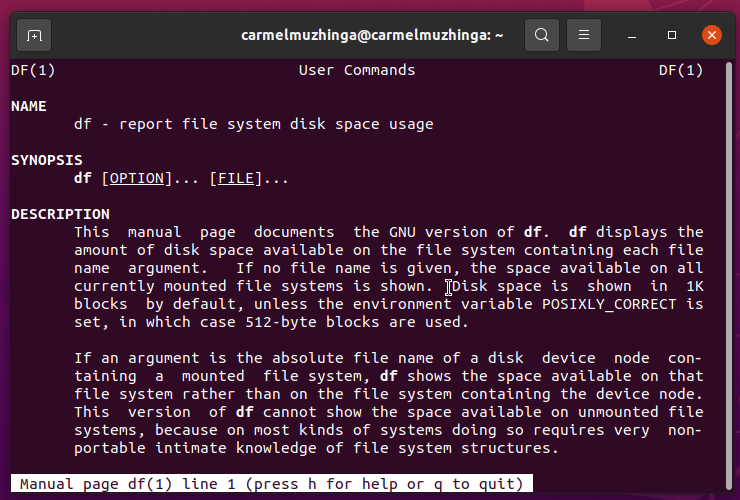 carmelmuzhinga@carmelmuzhinga: ~
DF(1) User Commands DF(1)
NAME
df - report file system disk space usage
SYNOPSIS
df [OPTION]... [FILE]...
DESCRIPTION
This manual page documents the GNU version of df. df displays the
amount of disk space available on the file system containing each file
name argument. If no file name is given, the space available on all
currently mounted file systems is shown. Disk space is shown in 1K
blocks by default, unless the environment variable POSIXLY_CORRECT is
set, in which case 512-byte blocks are used.
If an argument is the absolute file name of a disk device node con-
taining a mounted file system, df shows the space available on that
file system rather than on the file system containing the device node.
This version of df cannot show the space available on unmounted file
systems, because on most kinds of systems doing so requires very non-
portable intimate knowledge of file system structures.
Manual page df(1) line 1 (press h for help or q to quit)